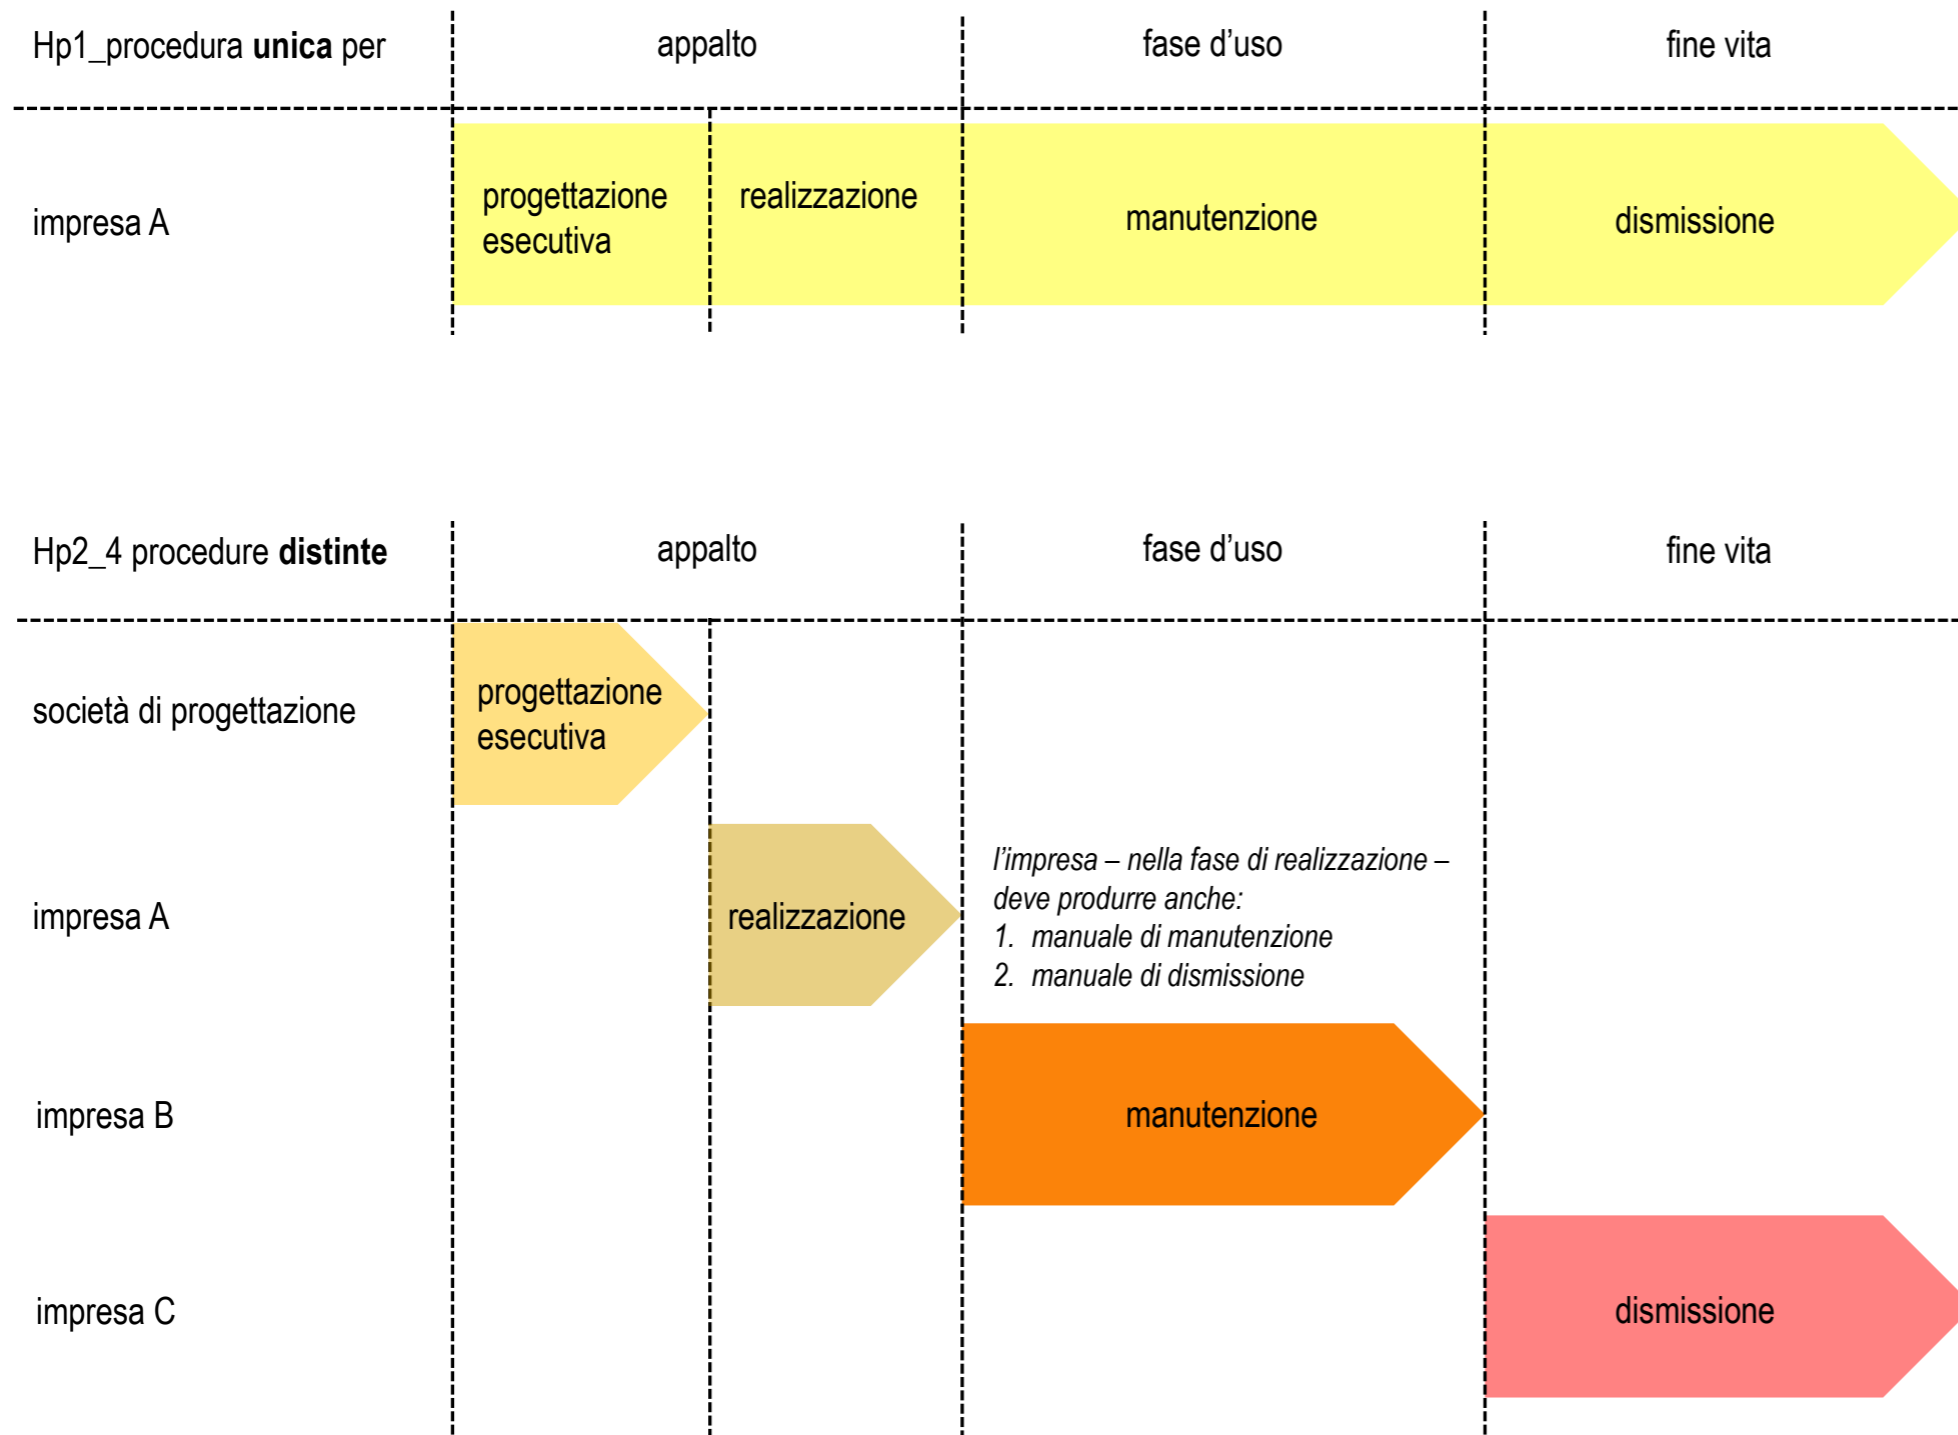 Hp1_procedura unica per
appalto
fase d’uso
fine vita
impresa A
progettazione
esecutiva
realizzazione
manutenzione
dismissione
Hp2_4 procedure distinte
appalto
fase d’uso
fine vita
società di progettazione
progettazione
esecutiva
impresa A
realizzazione
l’impresa – nella fase di realizzazione –
deve produrre anche:
1. manuale di manutenzione
2. manuale di dismissione
impresa B
manutenzione
impresa C
dismissione